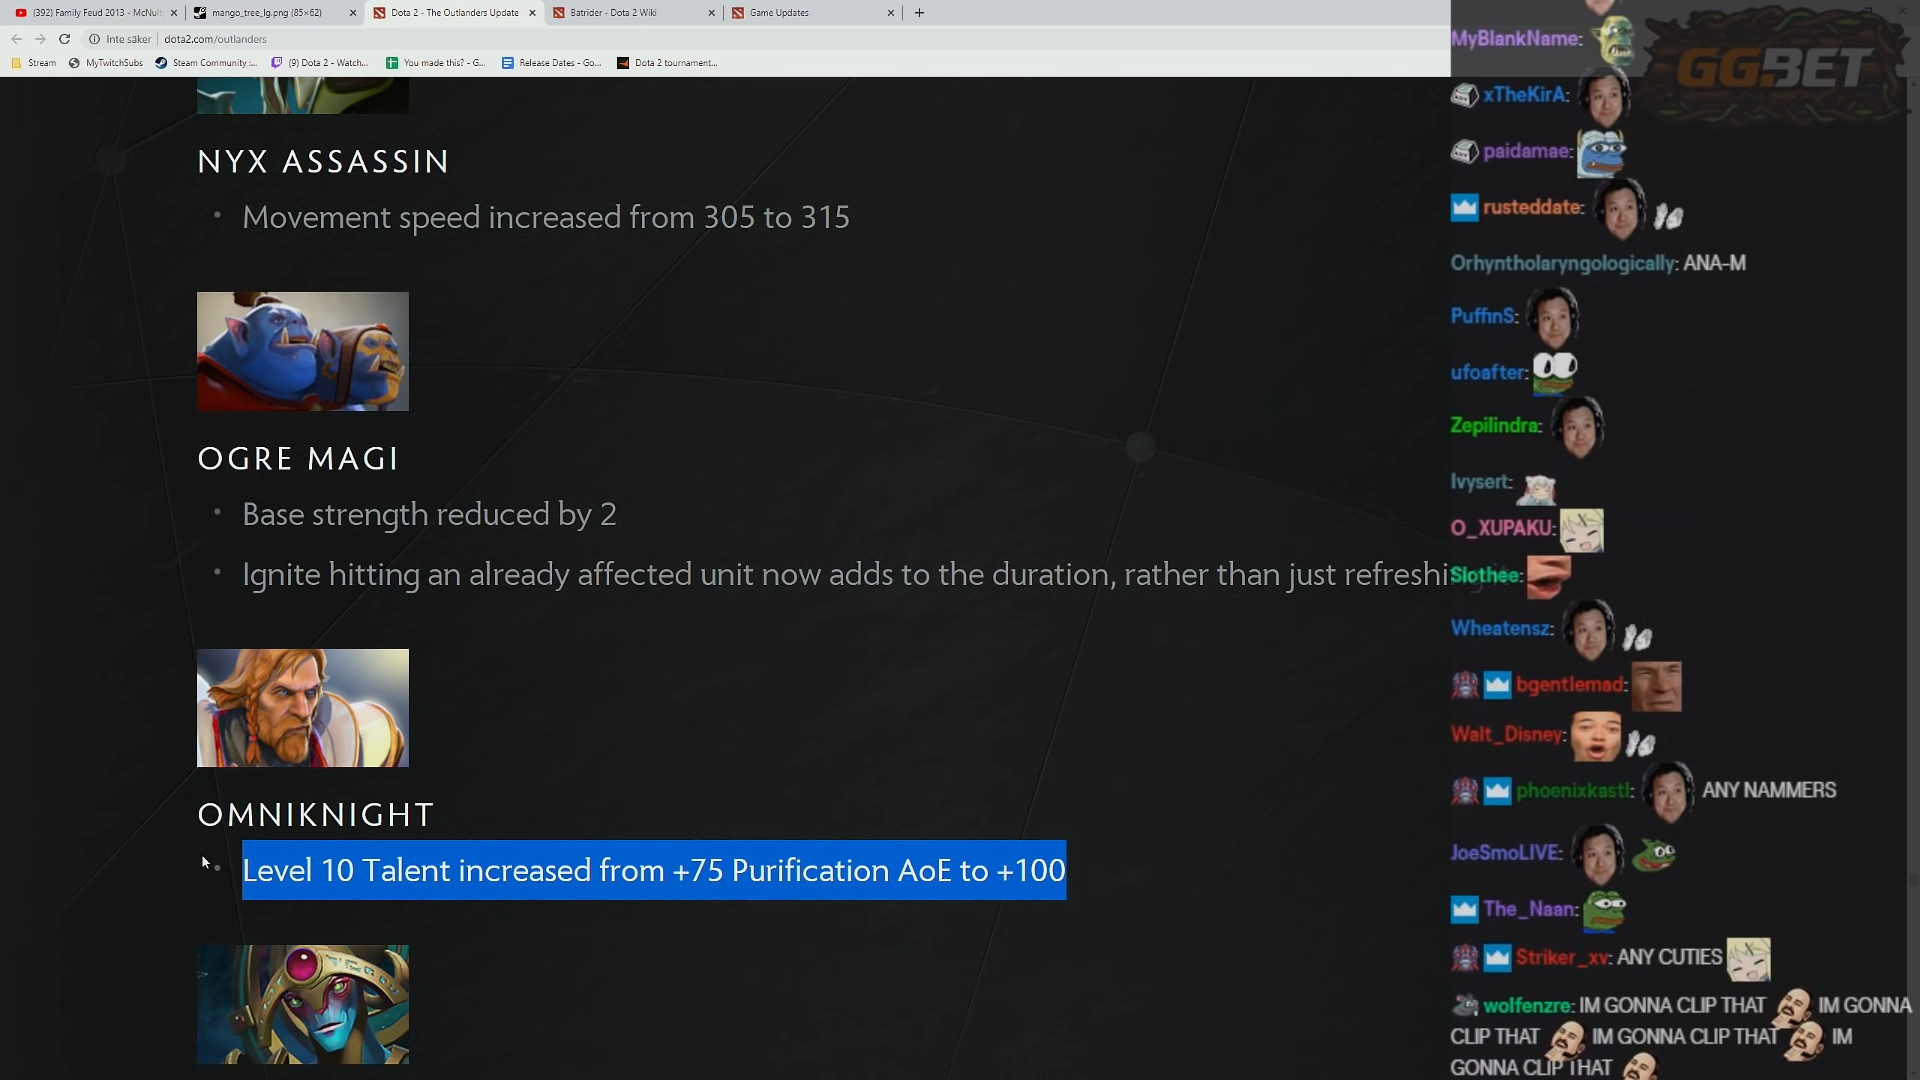 (392) Family Feud 2013 - McNult
mango_tree_lg.png (85×62)
Dota 2 - The Outlanders Update
Batrider - Dota 2 Wiki
Game Updates
Inte säker
dota2.com/outlanders
Stream
MyTwitchSubs
Steam Community :...
(9) Dota 2 - Watch...
You made this? - G...
Release Dates - Go...
Dota 2 tournament...
NYX ASSASSIN
• Movement speed increased from 305 to 315
OGRE MAGI
• Base strength reduced by 2
• Ignite hitting an already affected unit now adds to the duration, rather than just refreshi
OMNIKNIGHT
• Level 10 Talent increased from +75 Purification AoE to +100
GG.BET
MyBlankName:
xTheKirA:
paidamae:
rusteddate:
Orhyntholaryngologically: ANA-M
PuffinS:
ufoafter:
Zepilindra:
Ivysert:
O_XUPAKU:
Slothee:
Wheatensz:
bgentlemad:
Walt_Disney:
phoenixkastl: ANY NAMMERS
JoeSmoLIVE:
The_Naan:
Striker_xv: ANY CUTIES
wolfenzre: IM GONNA CLIP THAT IM GONNA
CLIP THAT IM GONNA CLIP THAT IM
GONNA CLIP THAT